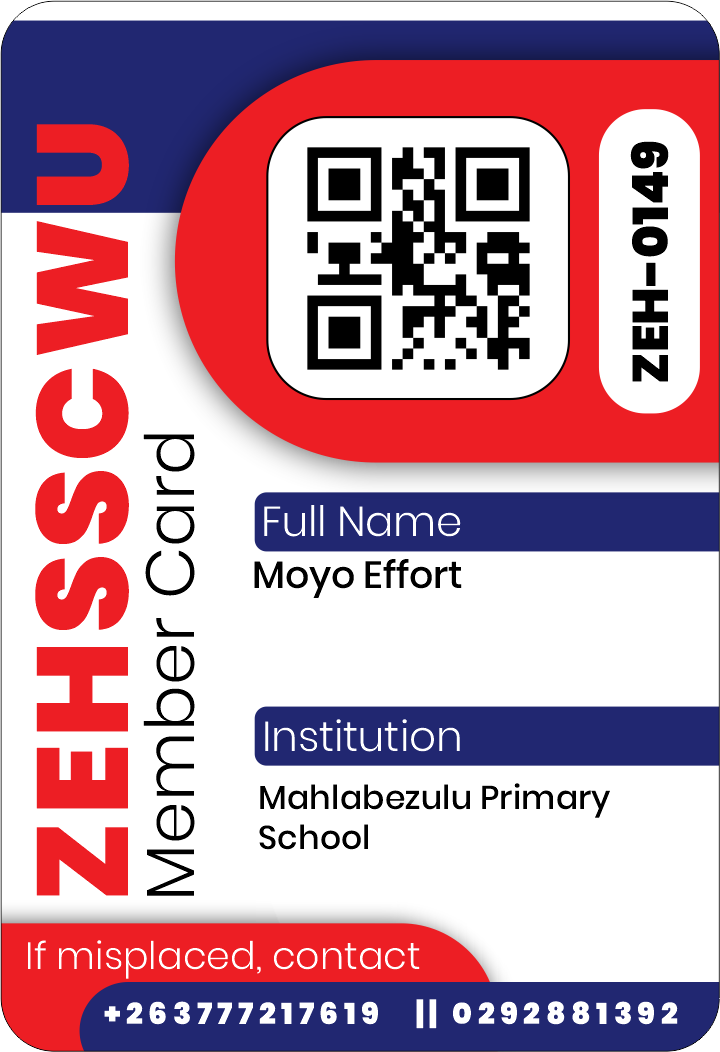 ZEHSSCWU
Member Card
ZEH-0149
Full Name
Moyo Effort
Institution
Mahlabezulu Primary
School
If misplaced, contact
+263777217619 || 0292881392